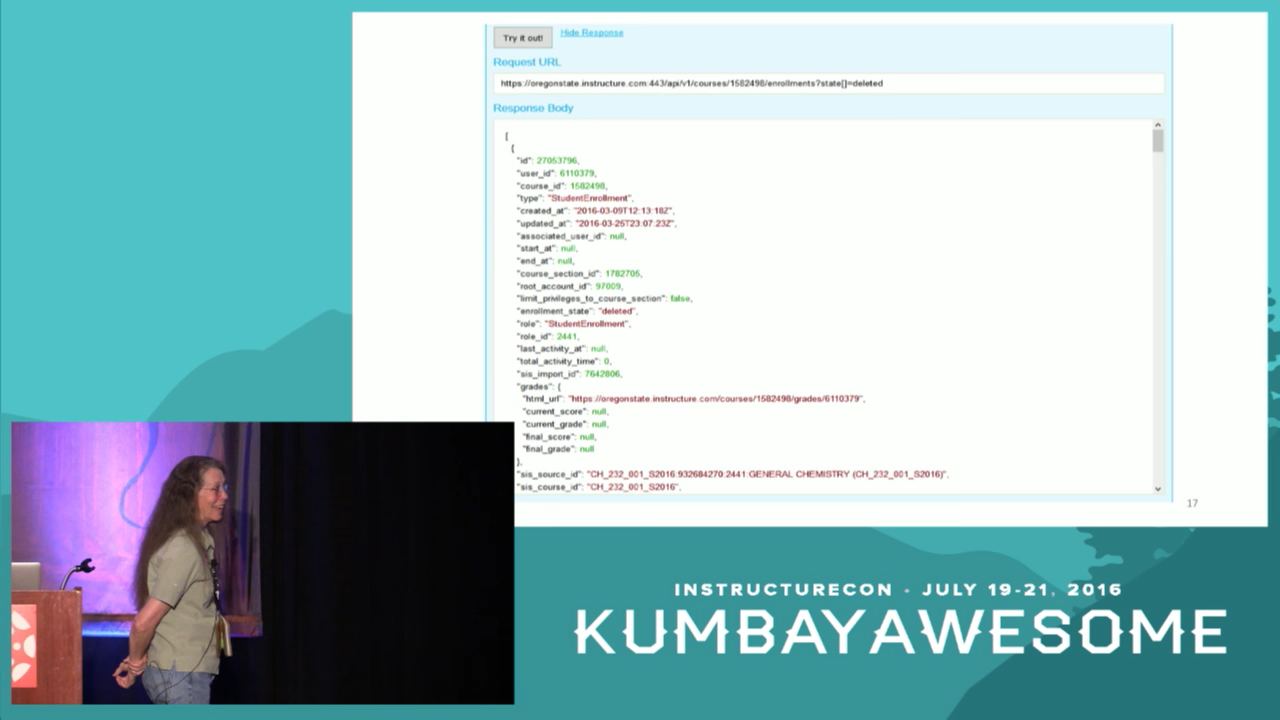 Try it out!
Hide Response
Request URL
https://oregonstate.instructure.com:443/api/v1/courses/1582498/enrollments?state[]=deleted
Response Body
[
{
"id": 27053796,
"user_id": 6110379,
"course_id": 1582498,
"type": "StudentEnrollment",
"created_at": "2016-03-09T12:13:18Z",
"updated_at": "2016-03-25T23:07:23Z",
"associated_user_id": null,
"start_at": null,
"end_at": null,
"course_section_id": 1782705,
"root_account_id": 97009,
"limit_privileges_to_course_section": false,
"enrollment_state": "deleted",
"role": "StudentEnrollment",
"role_id": 2441,
"last_activity_at": null,
"total_activity_time": 0,
"sis_import_id": 7642806,
"grades": {
"html_url": "https://oregonstate.instructure.com/courses/1582498/grades/6110379",
"current_score": null,
"current_grade": null,
"final_score": null,
"final_grade": null
},
"sis_source_id": "CH_232_001_S2016:932684270:2441:GENERAL CHEMISTRY (CH_232_001_S2016)",
"sis_course_id": "CH_232_001_S2016",
17
INSTRUCTURECON - JULY 19-21, 2016
KUMBAYAWESOME